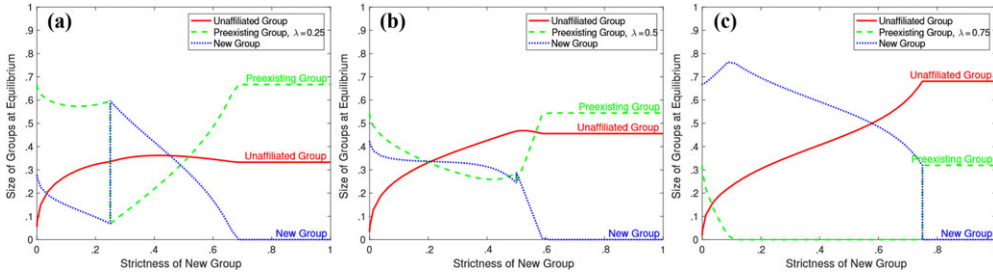 (a)
Unaffiliated Group
Preexisting Group, λ=0.25
New Group
Size of Groups at Equilibrium
1
.9
.8
.7
.6
.5
.4
.3
.2
.1
0
Preexisting Group
Unaffiliated Group
New Group
0 .2 .4 .6 .8 1
Strictness of New Group
(b)
Unaffiliated Group
Preexisting Group, λ=0.5
New Group
Size of Groups at Equilibrium
1
.9
.8
.7
.6
.5
.4
.3
.2
.1
0
Preexisting Group
Unaffiliated Group
New Group
0 .2 .4 .6 .8 1
Strictness of New Group
(c)
Unaffiliated Group
Preexisting Group, λ=0.75
New Group
Size of Groups at Equilibrium
1
.9
.8
.7
.6
.5
.4
.3
.2
.1
0
Unaffiliated Group
Preexisting Group
New Group
0 .2 .4 .6 .8 1
Strictness of New Group